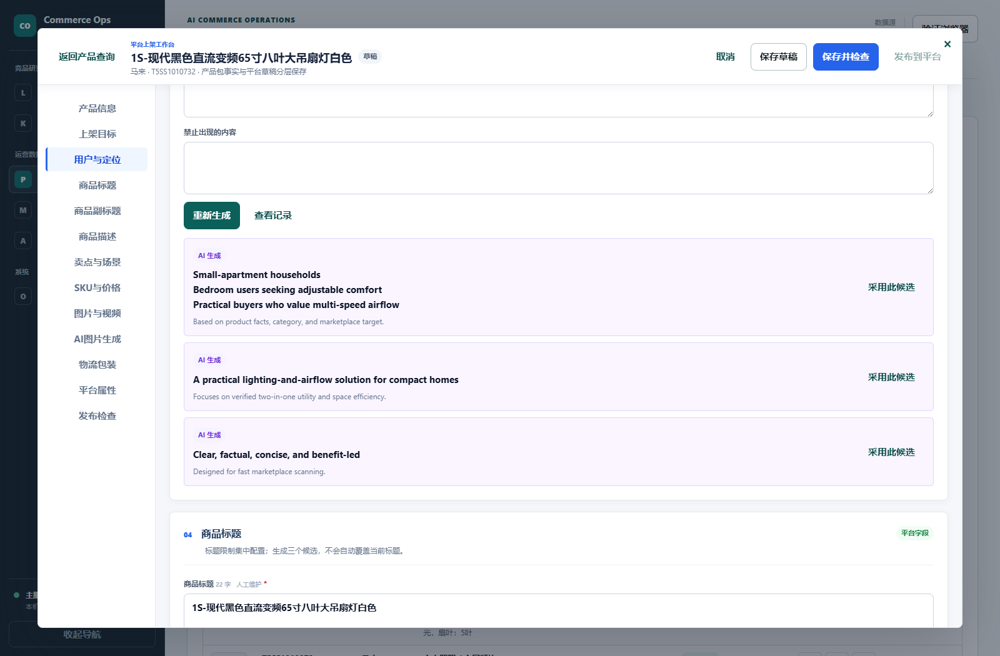 CO
Commerce Ops
AI COMMERCE OPERATIONS
数据源
验证浏览器
返回产品查询
平台上架工作台
1S-现代黑色直流变频65寸八叶大吊扇灯白色
草稿
马来 · T5SS1010732 · 产品包事实与平台草稿分层保存
取消
保存草稿
保存并检查
发布到平台
×
竞品研
L
K
运营数
P
M
A
系统
O
产品信息
上架目标
用户与定位
商品标题
商品副标题
商品描述
卖点与场景
SKU与价格
图片与视频
AI图片生成
物流包装
平台属性
发布检查
禁止出现的内容
重新生成
查看记录
AI 生成
Small-apartment households
Bedroom users seeking adjustable comfort
Practical buyers who value multi-speed airflow
Based on product facts, category, and marketplace target.
采用此候选
AI 生成
A practical lighting-and-airflow solution for compact homes
Focuses on verified two-in-one utility and space efficiency.
采用此候选
AI 生成
Clear, factual, concise, and benefit-led
Designed for fast marketplace scanning.
采用此候选
04 商品标题
平台字段
标题限制集中配置；生成三个候选，不会自动覆盖当前标题。
商品标题 22 字 人工维护 *
1S-现代黑色直流变频65寸八叶大吊扇灯白色
本机
收起导航
光，扇叶：5叶